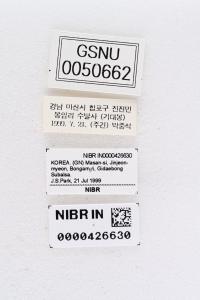 GSNU
0050662
경남 마산시 합포구 진전면
봉암리 수발사 (기대봉)
1999. 7. 21. (주간) 박중석
NIBR IN0000426630
KOREA. (GN) Masan-si, Jinjeon-
myeon, Bongam-ri, Gidaebong
Subalsa
J.S.Park, 21 Jul 1999
NIBR
NIBR IN
0000426630